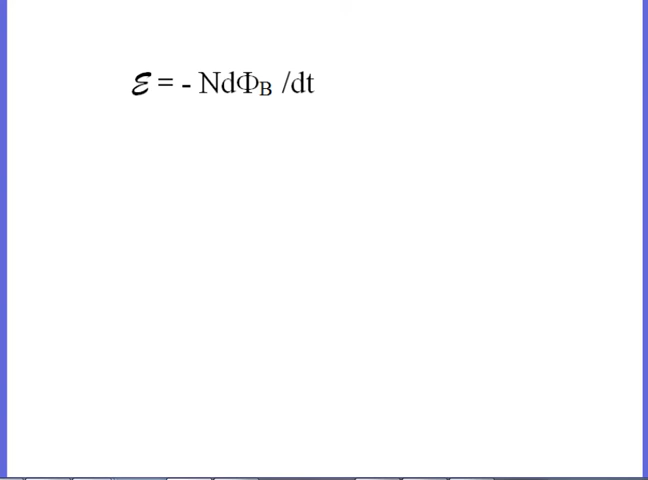 ℰ = - NdΦB /dt